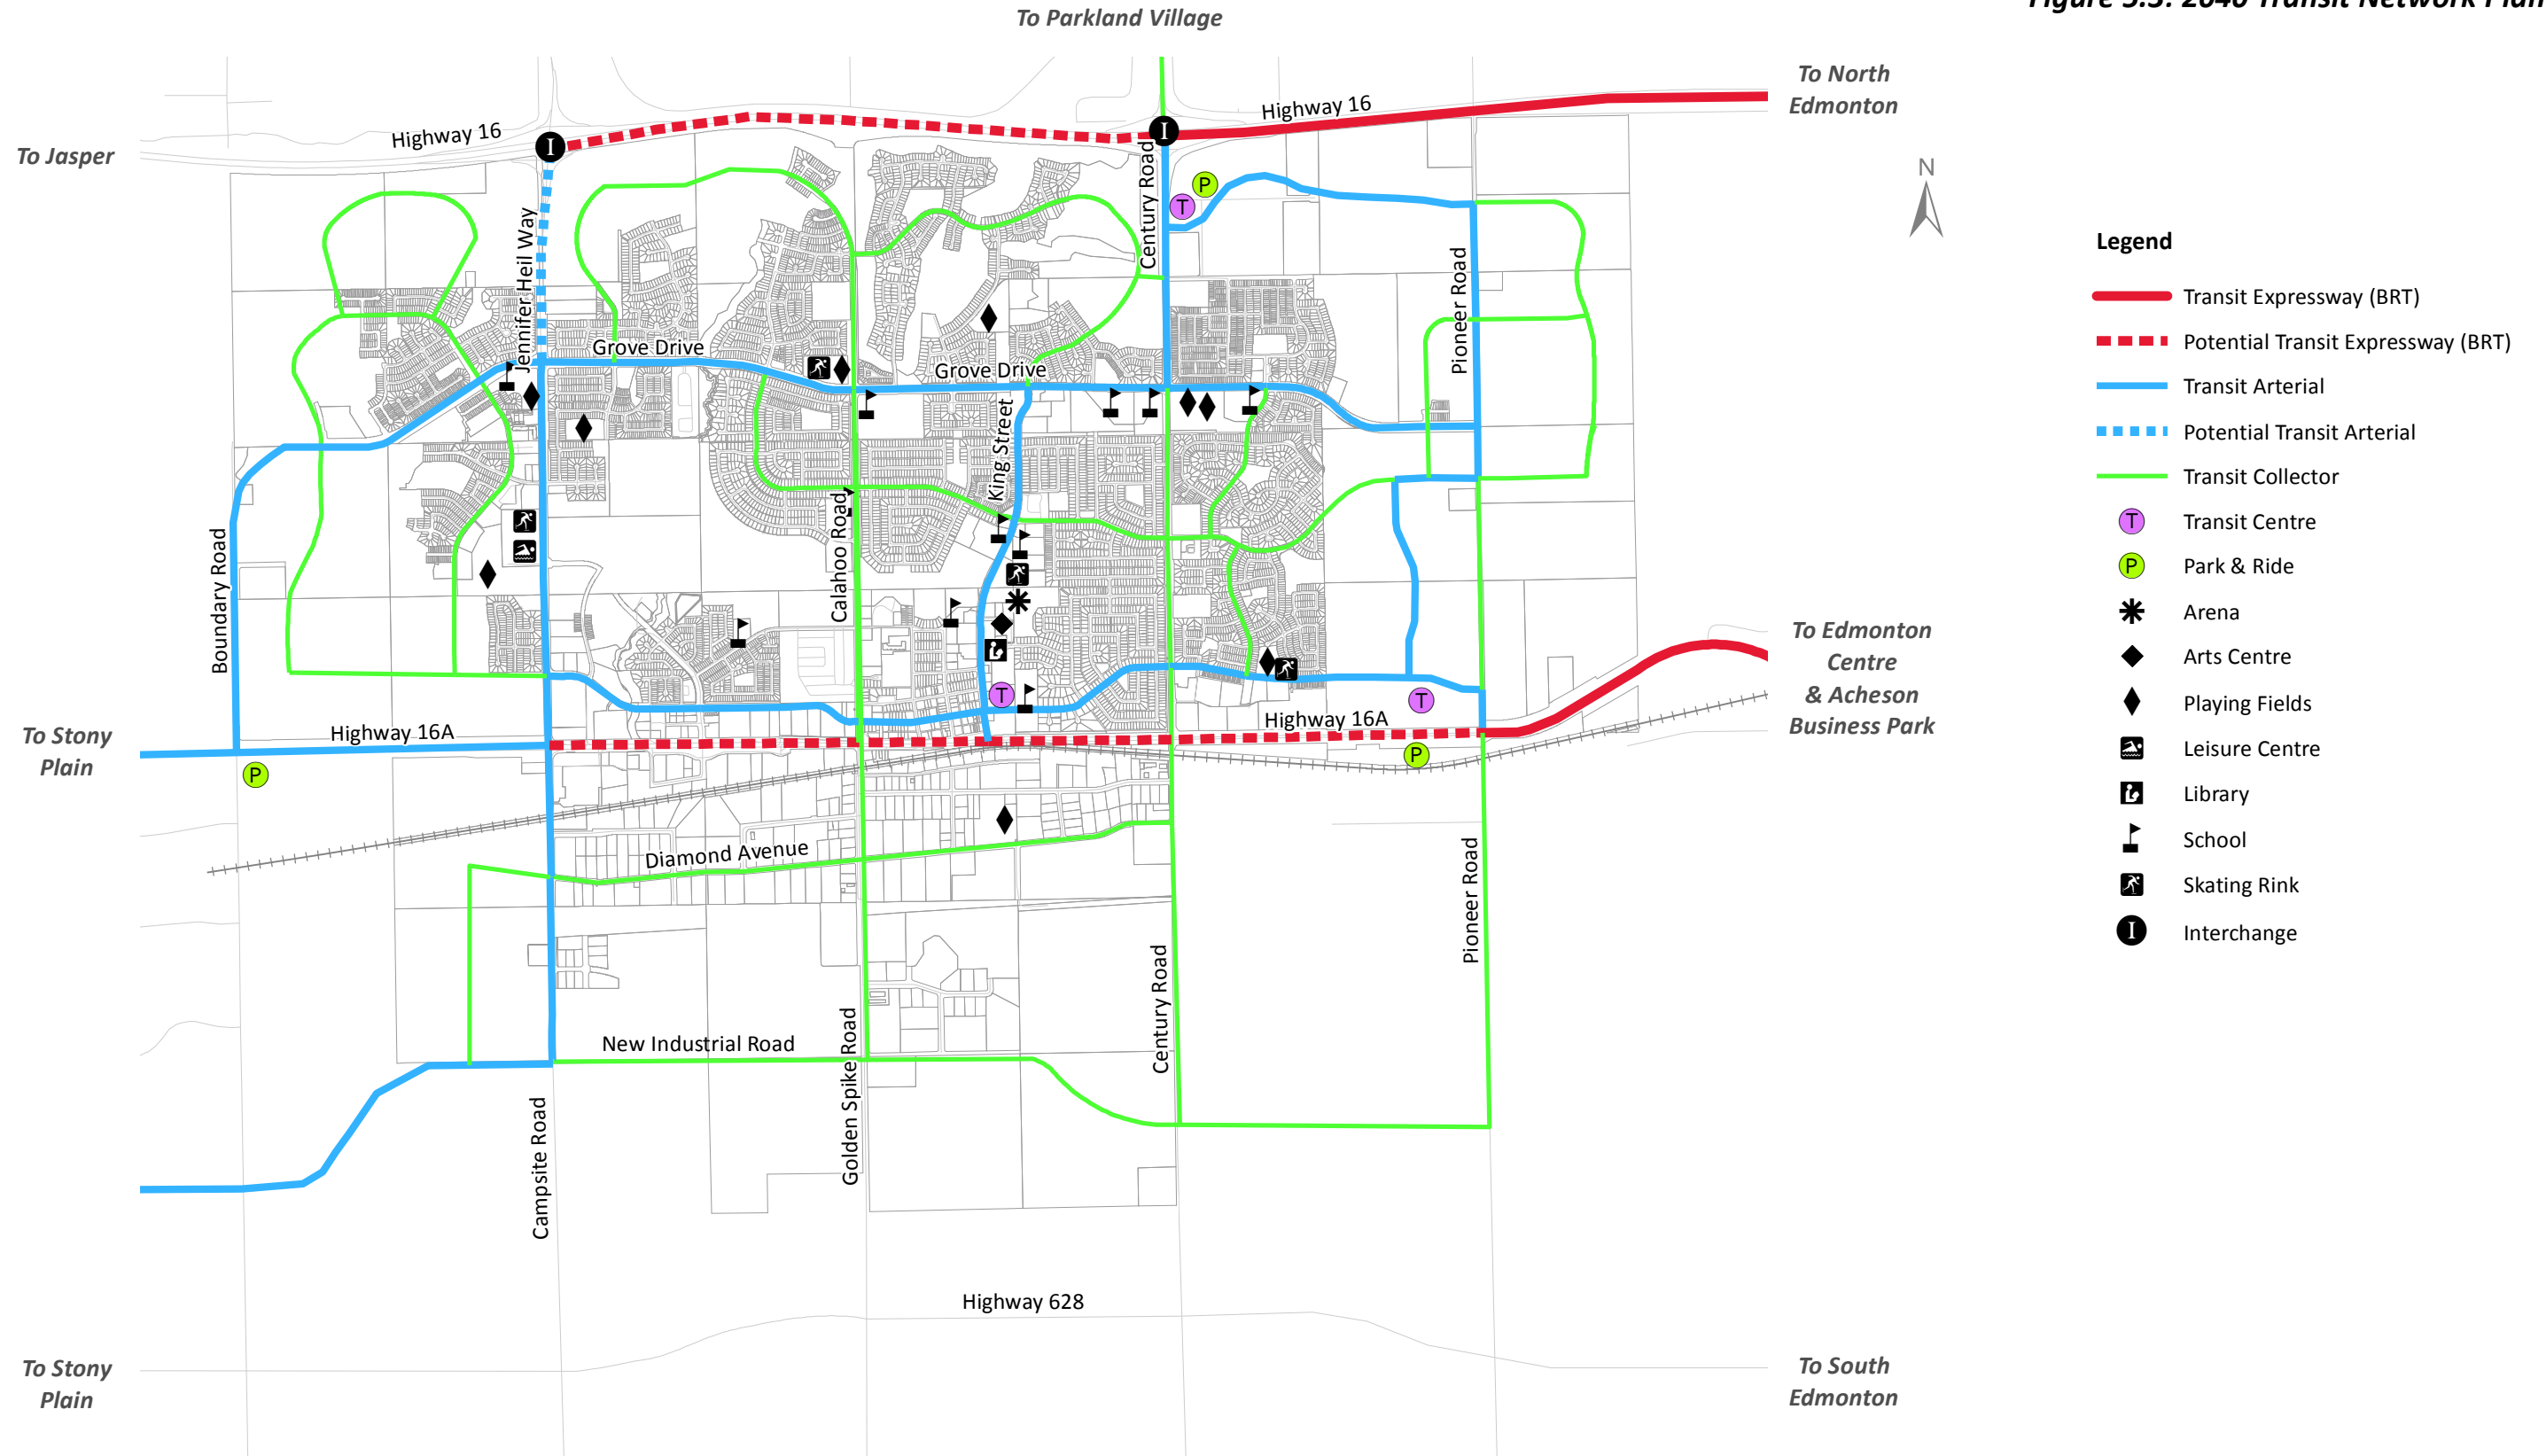 Figure 5.5: 2040 Transit Network Plan
To Parkland Village
To North
Edmonton
Highway 16
Highway 16
To Jasper
I
I
N
Century Road
P
T
Jennifer Heil Way
Pioneer Road
Legend
Transit Expressway (BRT)
Potential Transit Expressway (BRT)
Transit Arterial
Potential Transit Arterial
Transit Collector
T
Transit Centre
P
Park & Ride
Arena
Arts Centre
Playing Fields
Leisure Centre
Library
School
Skating Rink
I
Interchange
Grove Drive
Grove Drive
King Street
Calahoo Road
Boundary Road
To Edmonton
Centre
& Acheson
Business Park
T
T
Highway 16A
Highway 16A
To Stony
Plain
P
P
Diamond Avenue
Pioneer Road
Century Road
New Industrial Road
Golden Spike Road
Campsite Road
Highway 628
To Stony
Plain
To South
Edmonton